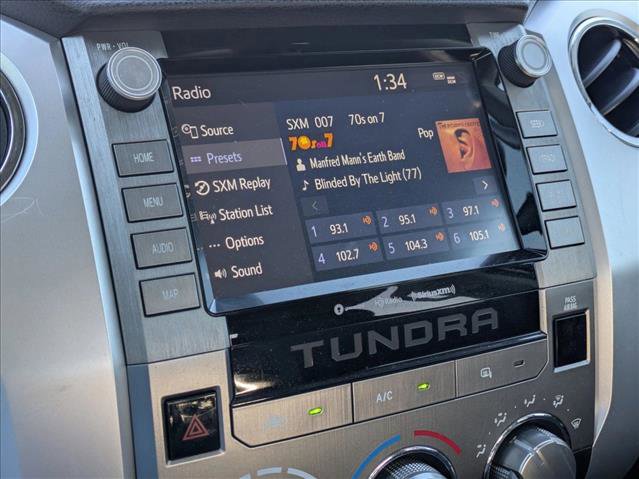 PWR • VOL
Radio
1:34
Source
SXM 007 70s on 7
70s on 7
Pop
Presets
Manfred Mann's Earth Band
SXM Replay
Blinded By The Light (77)
Station List
1 93.1
2 95.1
3 97.1
Options
4 102.7
5 104.3
6 105.1
Sound
HOME
MENU
AUDIO
MAP
SEEK
HD Radio
SiriusXM
TUNDRA
PASS
AIR BAG
A/C